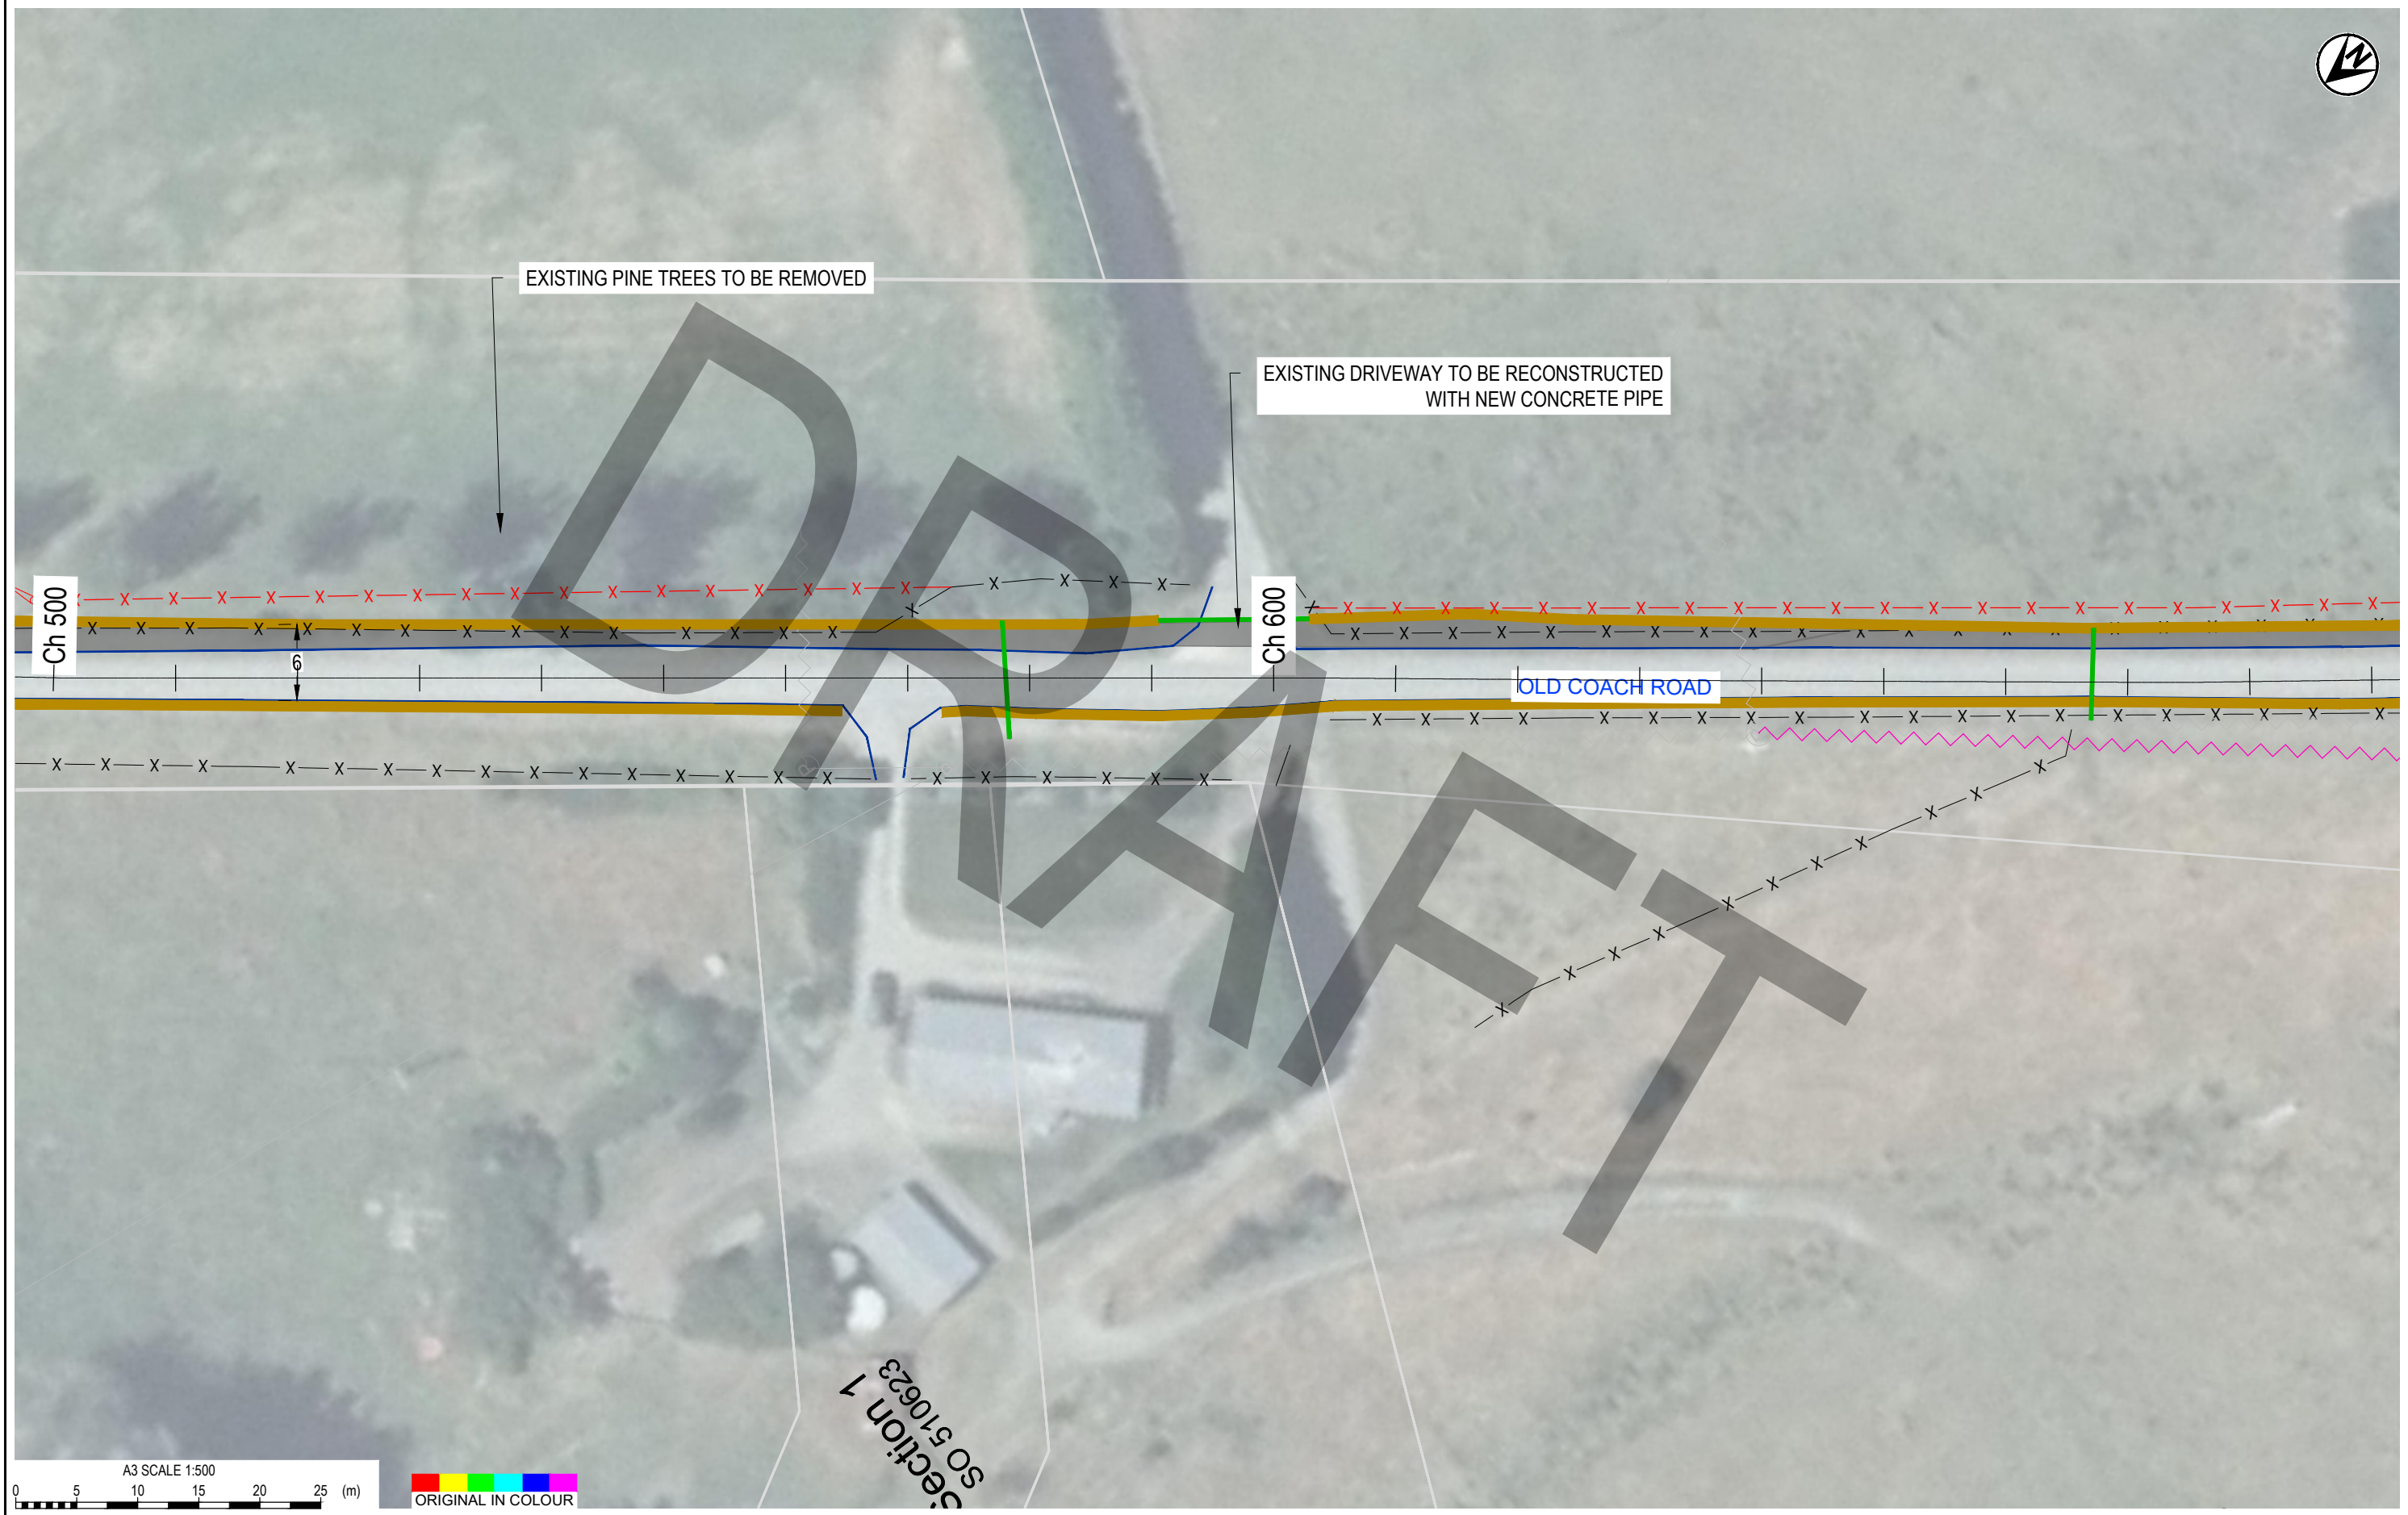 N
EXISTING PINE TREES TO BE REMOVED
EXISTING DRIVEWAY TO BE RECONSTRUCTED
WITH NEW CONCRETE PIPE
DRAFT
Ch 500
6
Ch 600
OLD COACH ROAD
Section 1
SO 510623
A3 SCALE 1:500
0 5 10 15 20 25 (m)
ORIGINAL IN COLOUR